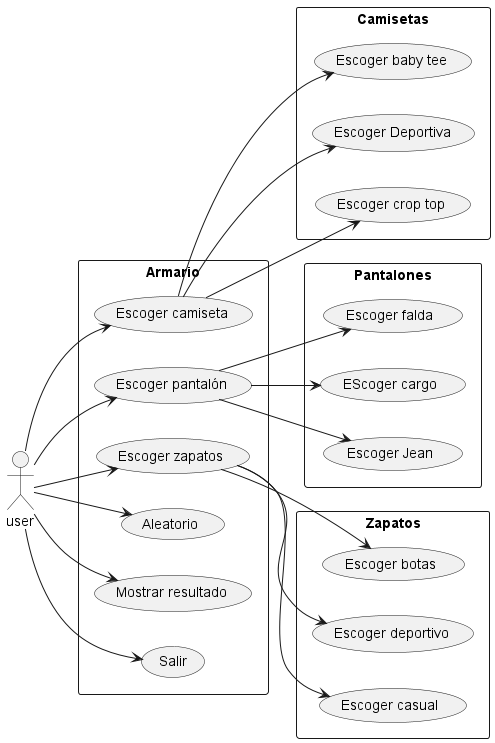 Camisetas
Escoger baby tee
Escoger Deportiva
Escoger crop top
Armario
Escoger camiseta
Escoger pantalón
Escoger zapatos
Aleatorio
Mostrar resultado
Salir
user
Pantalones
Escoger falda
EScoger cargo
Escoger Jean
Zapatos
Escoger botas
Escoger deportivo
Escoger casual